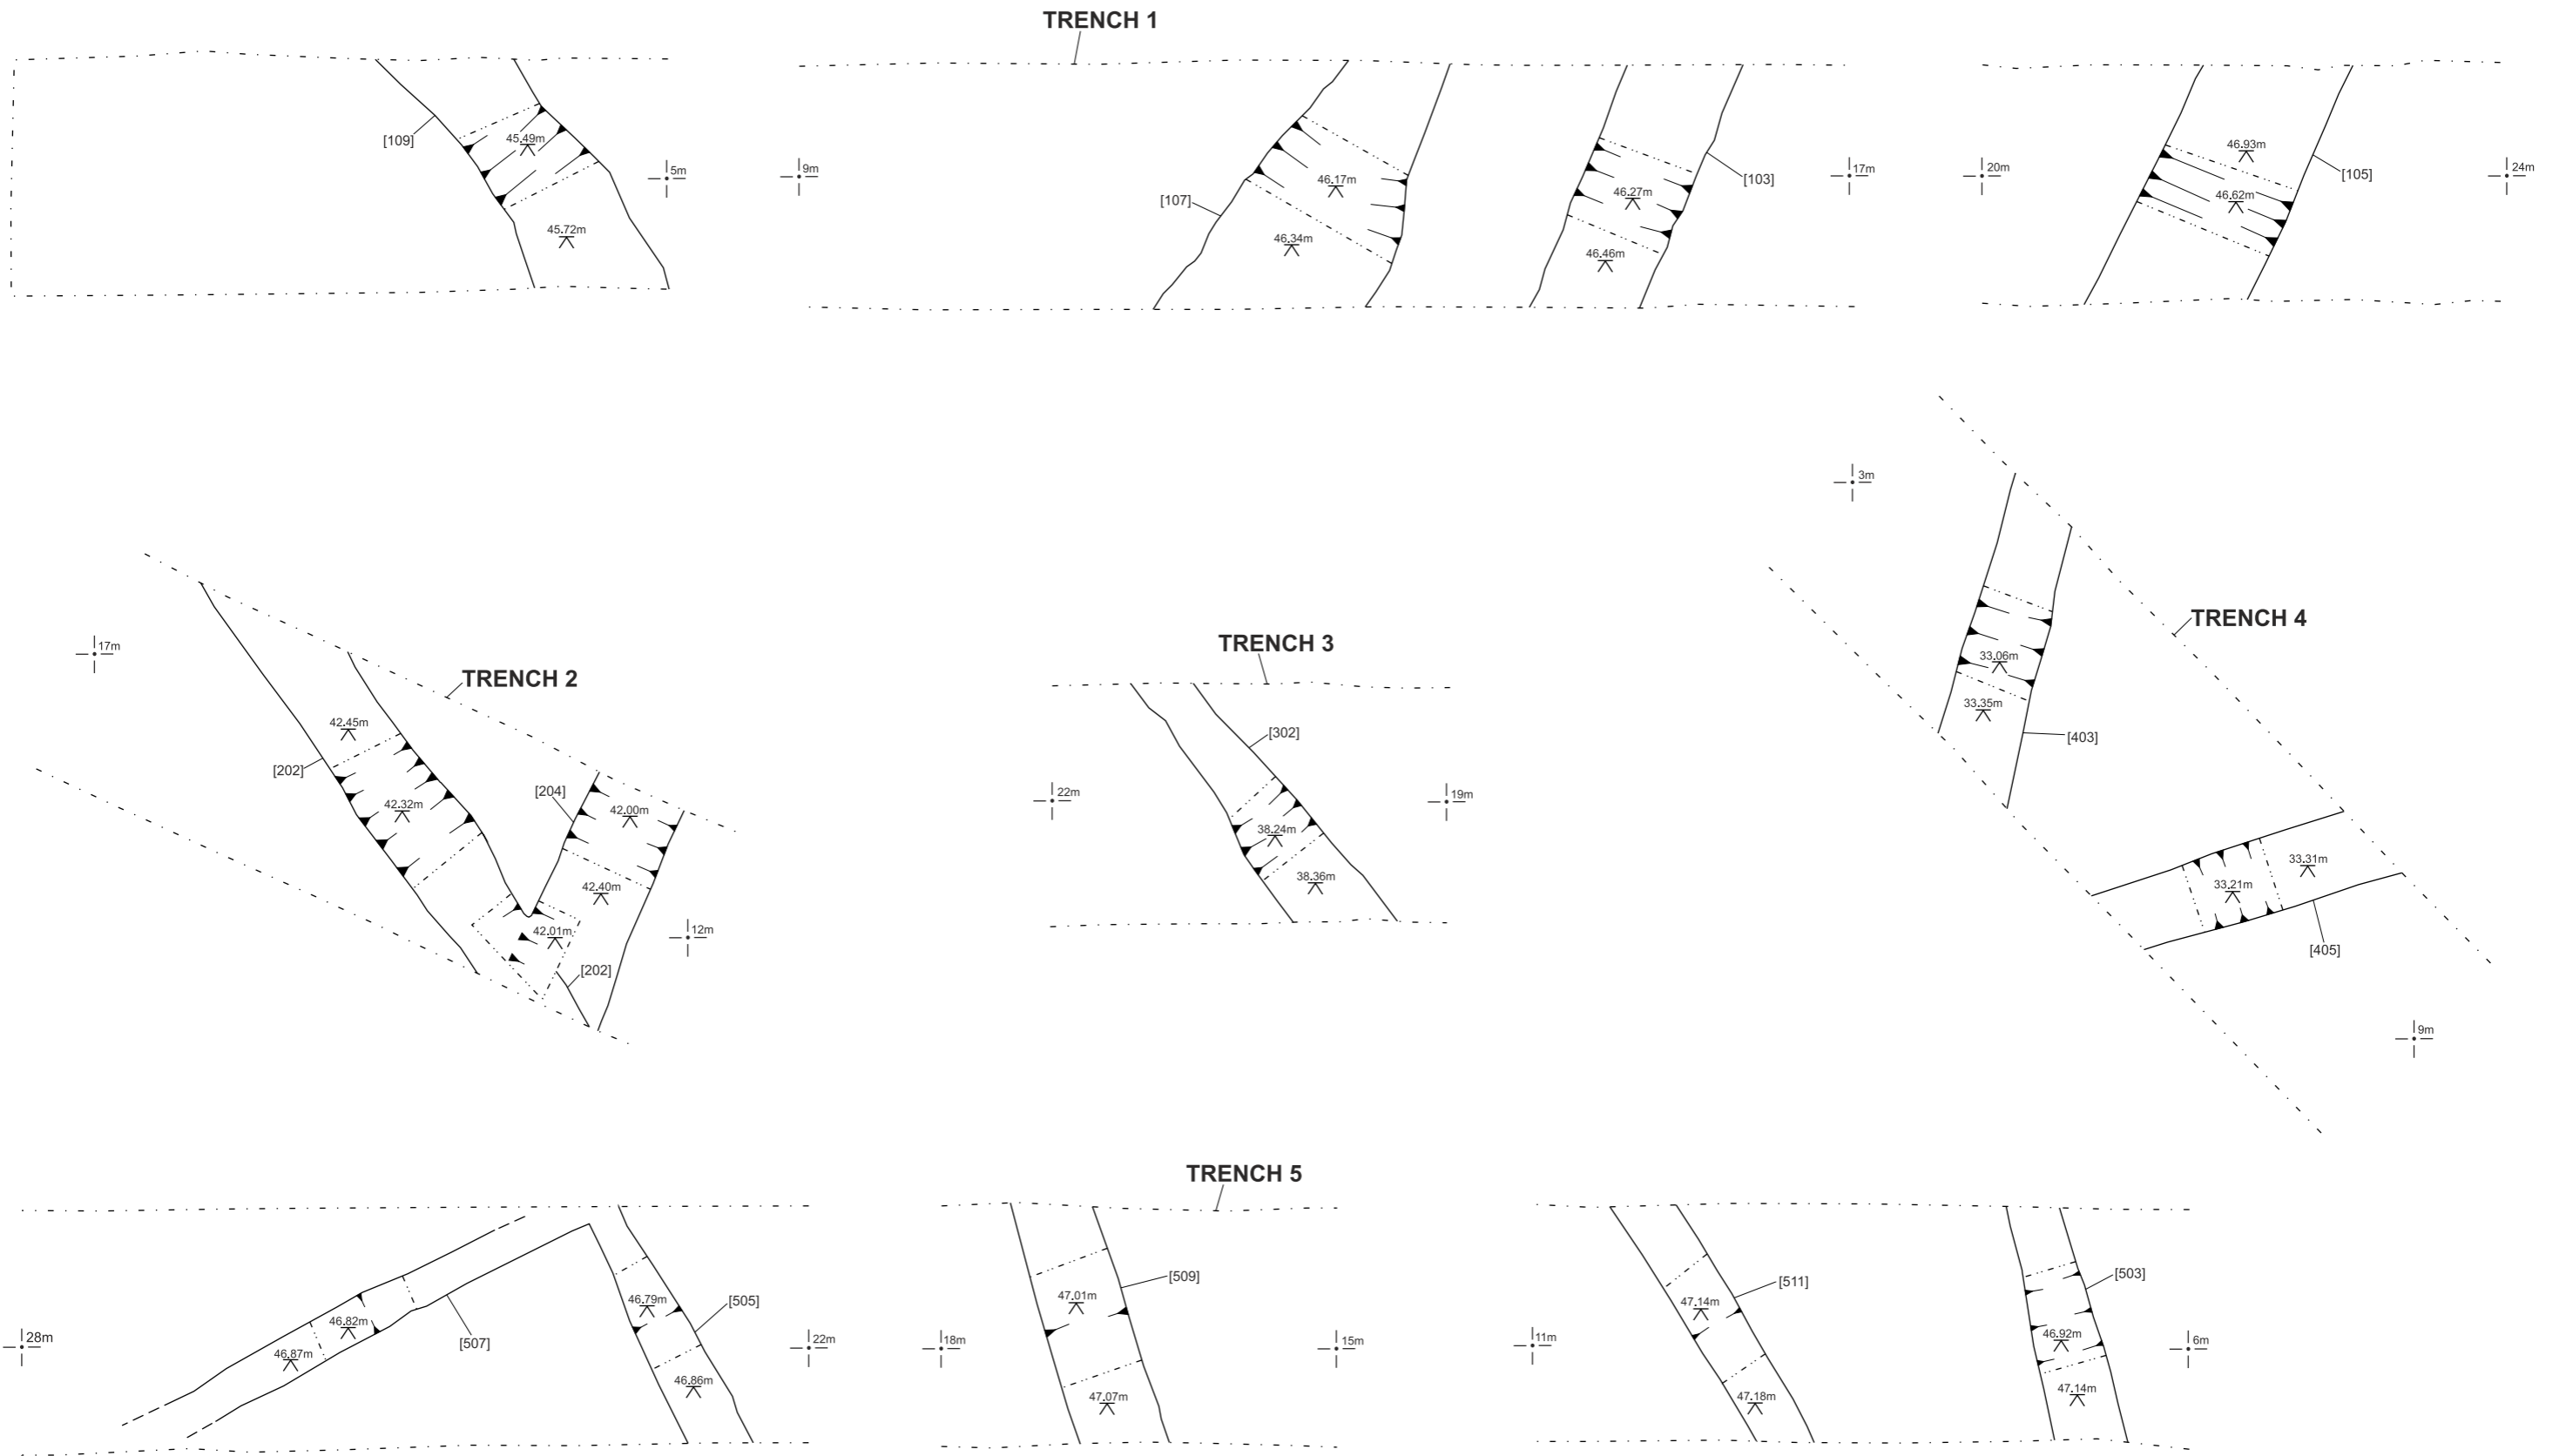 TRENCH 1
[109]
45.49m
45.72m
5m
9m
[107]
46.17m
46.34m
46.27m
46.46m
[103]
17m
20m
46.93m
46.62m
[105]
24m
TRENCH 2
17m
42.45m
[202]
42.32m
[204]
42.00m
42.40m
42.01m
[202]
12m
TRENCH 3
22m
[302]
38.24m
38.36m
19m
TRENCH 4
3m
33.06m
33.35m
[403]
33.31m
33.21m
[405]
9m
TRENCH 5
28m
46.87m
46.82m
[507]
46.79m
[505]
46.86m
22m
18m
47.01m
[509]
47.07m
15m
11m
47.14m
[511]
47.18m
46.92m
[503]
47.14m
6m